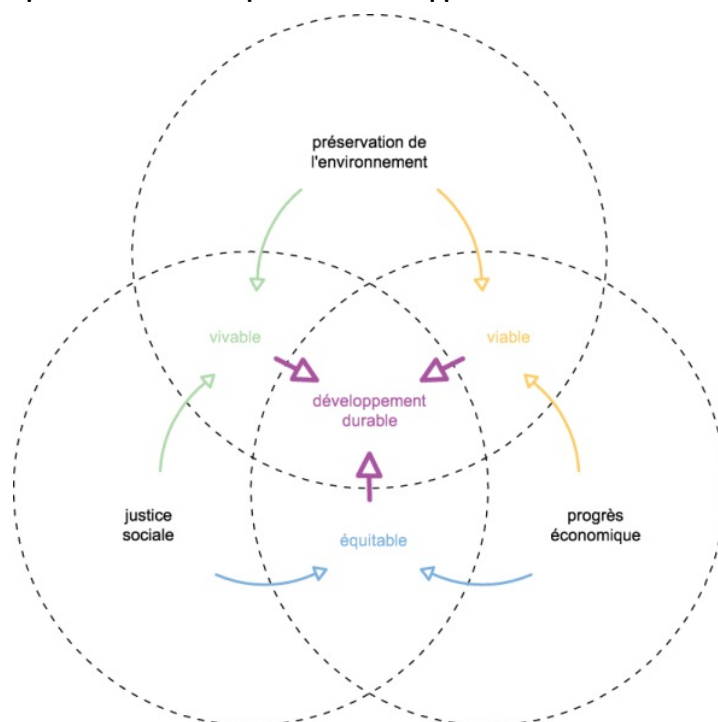 préservation de
l'environnement
vivable
viable
développement
durable
justice
sociale
équitable
progrès
économique